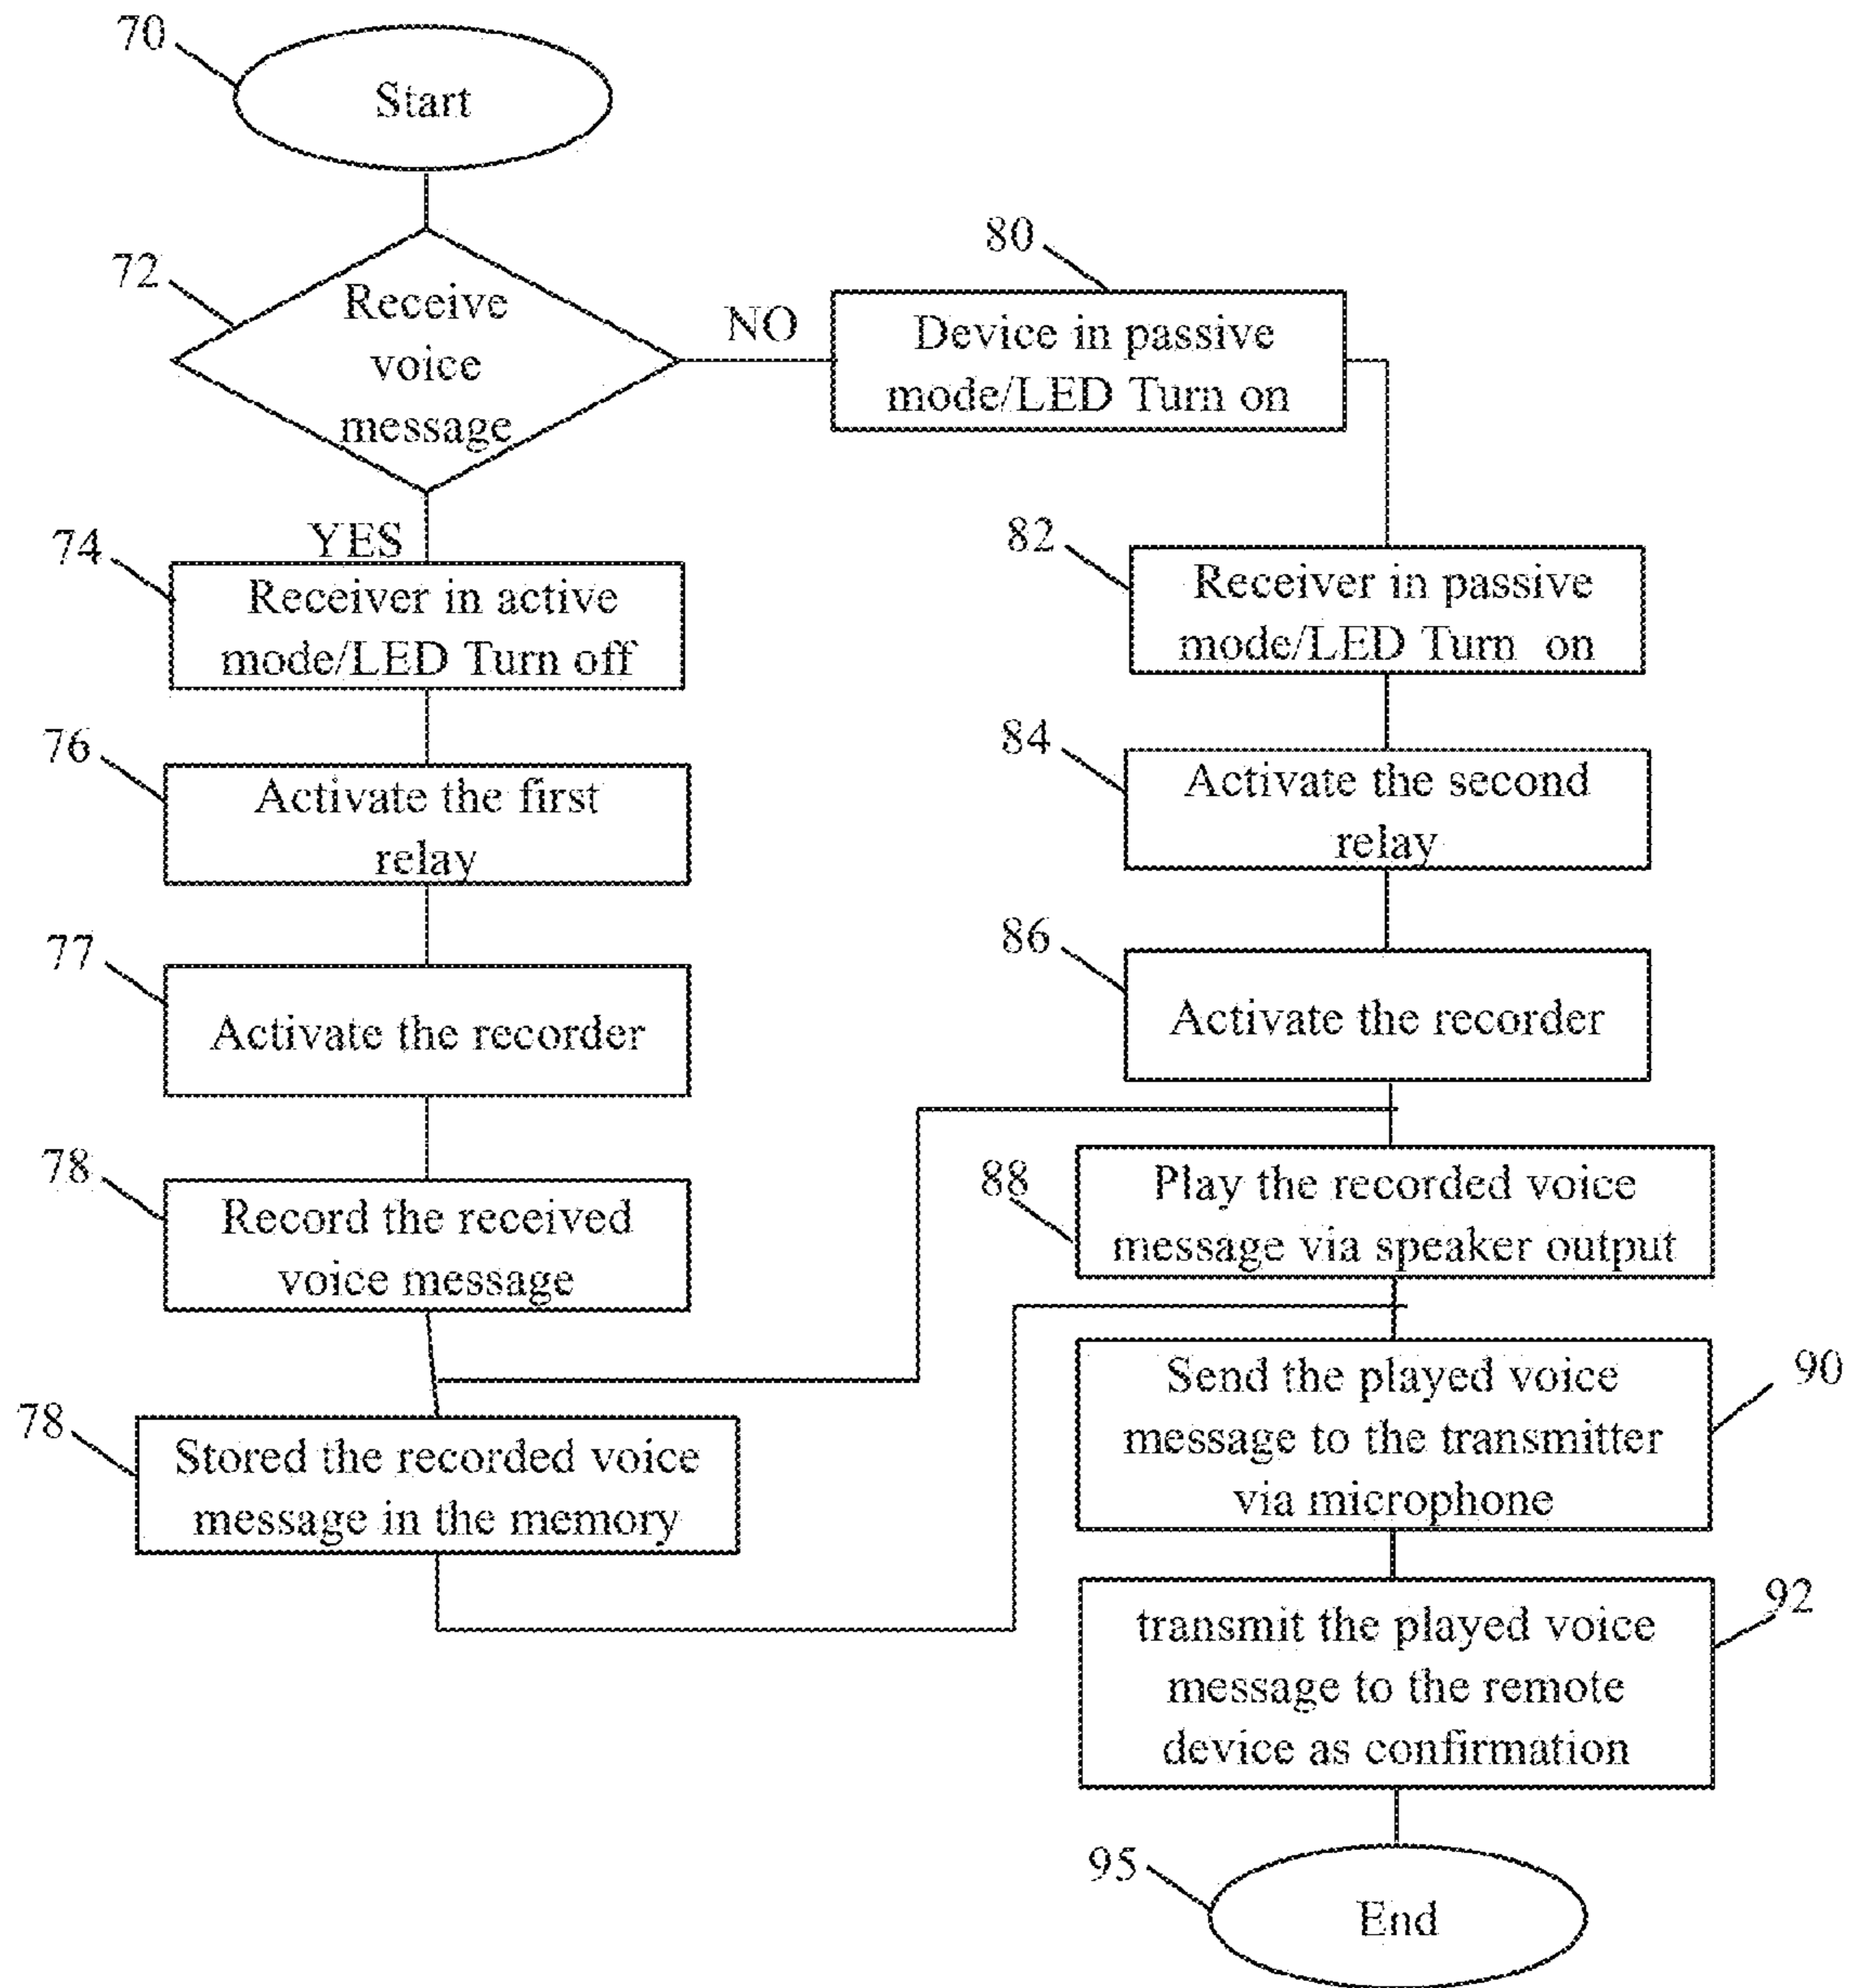 70
Start
72
Receive
voice
message
NO
YES
80
Device in passive
mode/LED Turn on
74
Receiver in active
mode/LED Turn off
82
Receiver in passive
mode/LED Turn on
76
Activate the first
relay
84
Activate the second
relay
77
Activate the recorder
86
Activate the recorder
78
Record the received
voice message
88
Play the recorded voice
message via speaker output
78
Stored the recorded voice
message in the memory
90
Send the played voice
message to the transmitter
via microphone
92
transmit the played voice
message to the remote
device as confirmation
95
End